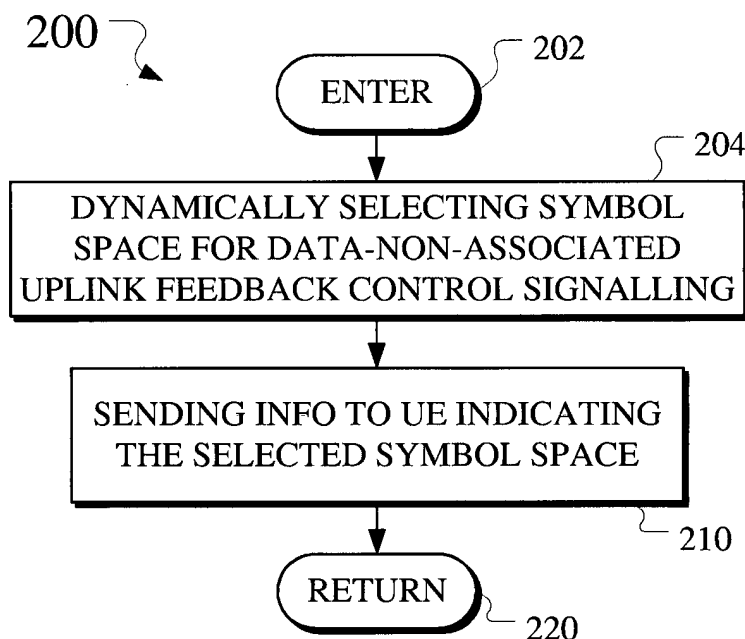 200
202
ENTER
204
DYNAMICALLY SELECTING SYMBOL
SPACE FOR DATA-NON-ASSOCIATED
UPLINK FEEDBACK CONTROL SIGNALLING
SENDING INFO TO UE INDICATING
THE SELECTED SYMBOL SPACE
210
RETURN
220